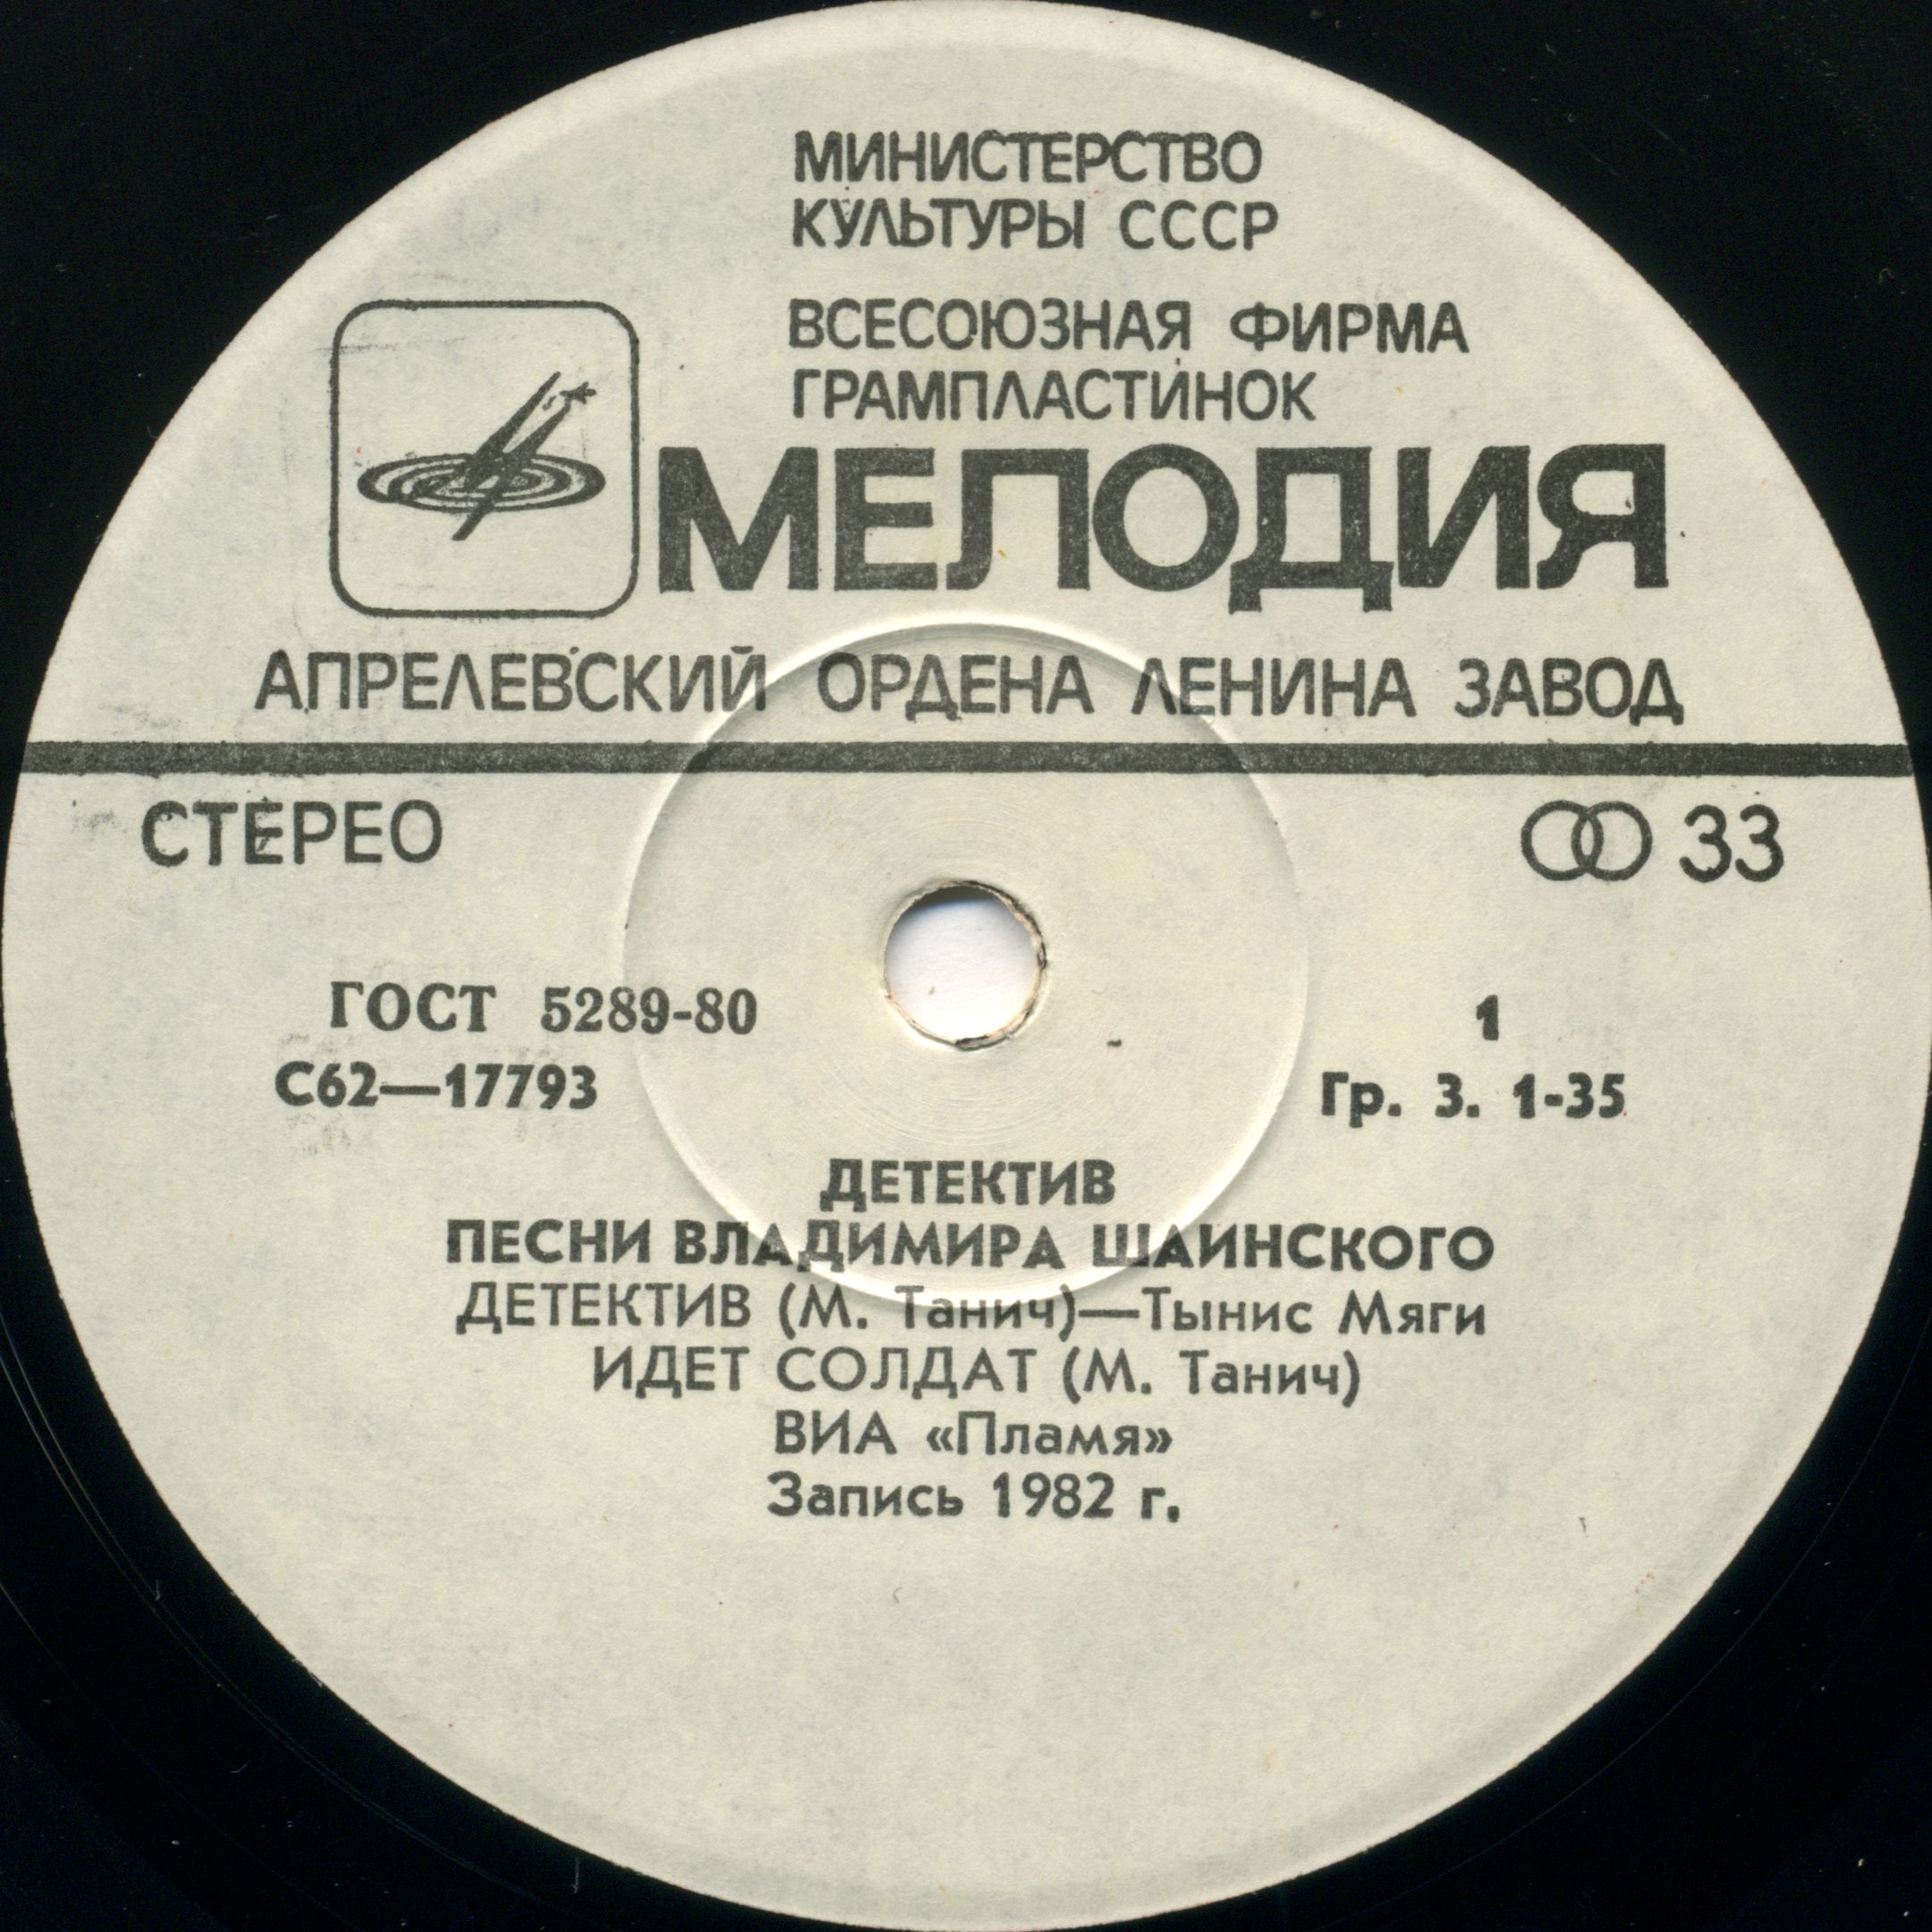 МИНИСТЕРСТВО
КУЛЬТУРЫ СССР
ВСЕСОЮЗНАЯ ФИРМА
ГРАМПЛАСТИНОК
МЕЛОДИЯ
АПРЕЛЕВСКИЙ ОРДЕНА ЛЕНИНА ЗАВОД
СТЕРЕО 33
ГОСТ 5289-80 1
С62—17793 Гр. 3. 1-35
ДЕТЕКТИВ
ПЕСНИ ВЛАДИМИРА ШАИНСКОГО
ДЕТЕКТИВ (М. Танич)—Тынис Мяги
ИДЕТ СОЛДАТ (М. Танич)
ВИА «Пламя»
Запись 1982 г.